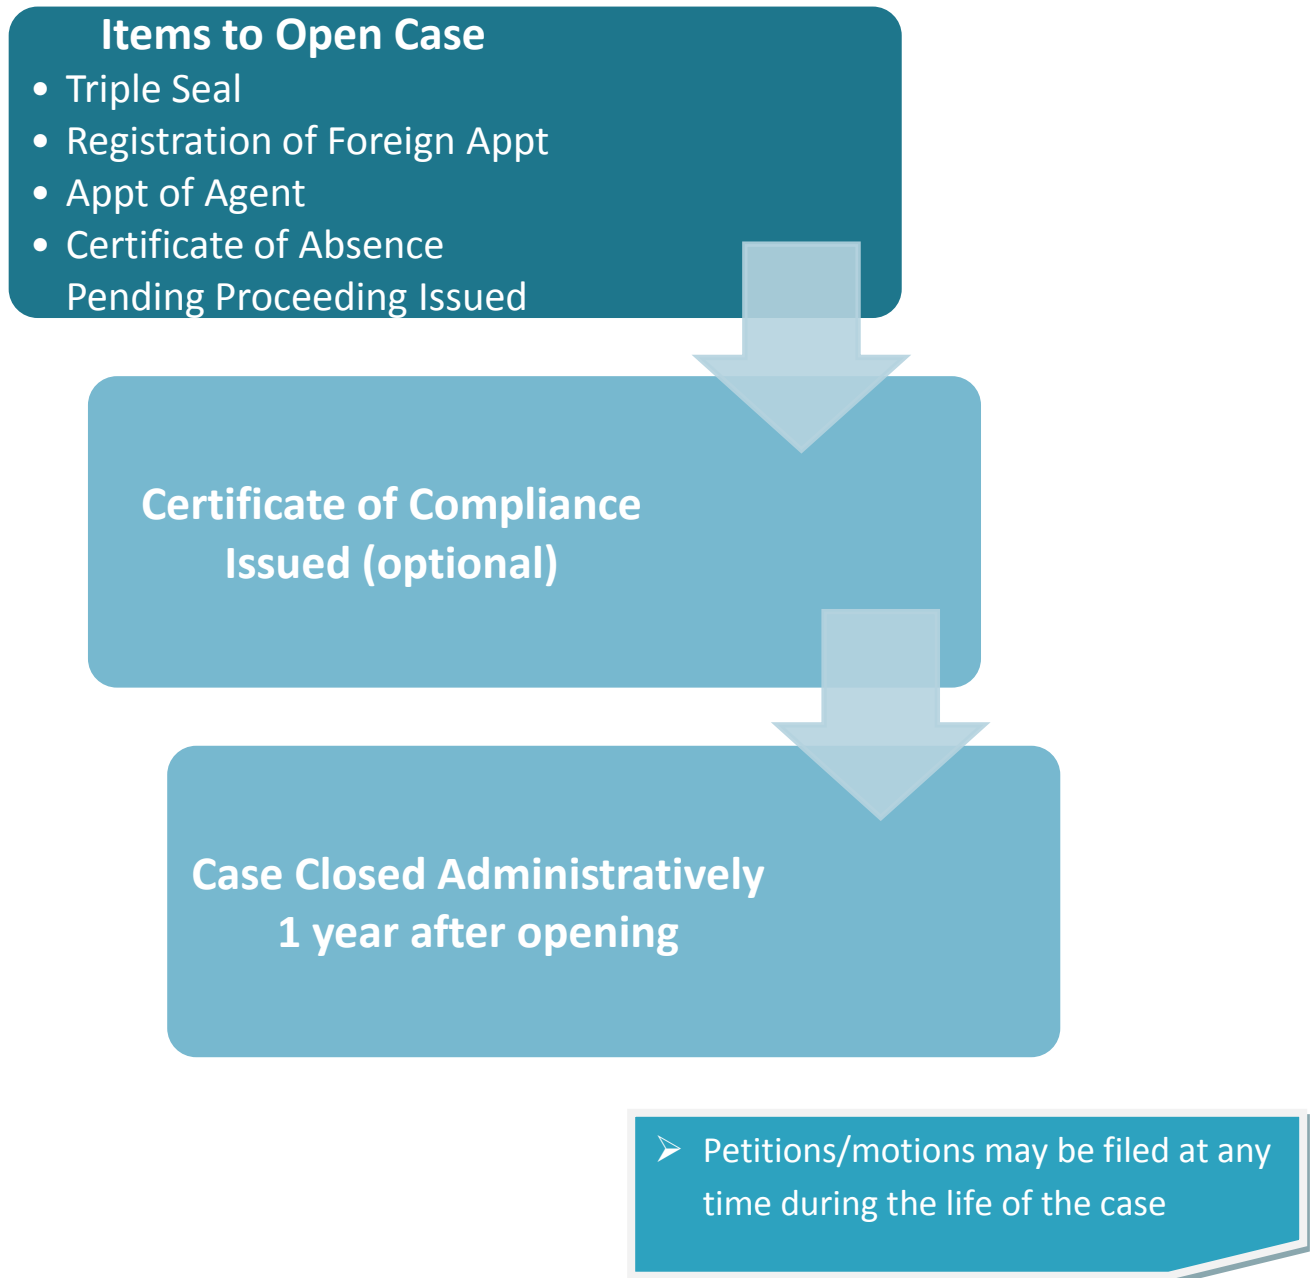 Items to Open Case
• Triple Seal
• Registration of Foreign Appt
• Appt of Agent
• Certificate of Absence
Pending Proceeding Issued
Certificate of Compliance
Issued (optional)
Case Closed Administratively
1 year after opening
➢ Petitions/motions may be filed at any
time during the life of the case